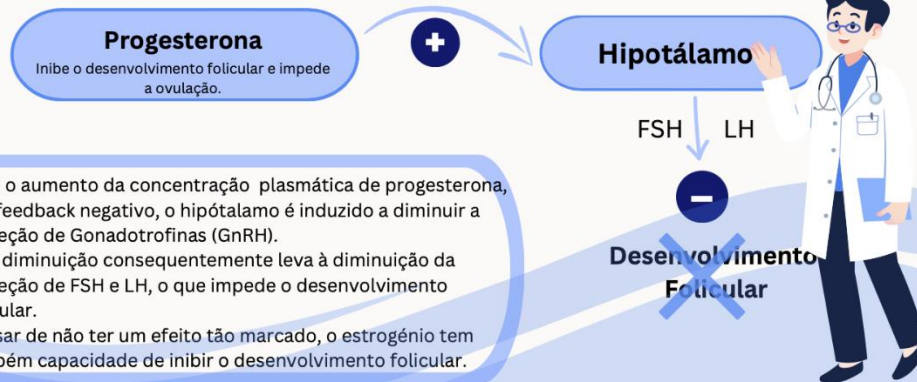 Progesterona
Inibe o desenvolvimento folicular e impede
a ovulação.
+
Hipotálamo
FSH LH
-
Desenvolvimento
Folicular
o aumento da concentração plasmática de progesterona,
feedback negativo, o hipótalamo é induzido a diminuir a
eção de Gonadotrofinas (GnRH).
diminuição consequentemente leva à diminuição da
eção de FSH e LH, o que impede o desenvolvimento
ular.
sar de não ter um efeito tão marcado, o estrogénio tem
bém capacidade de inibir o desenvolvimento folicular.